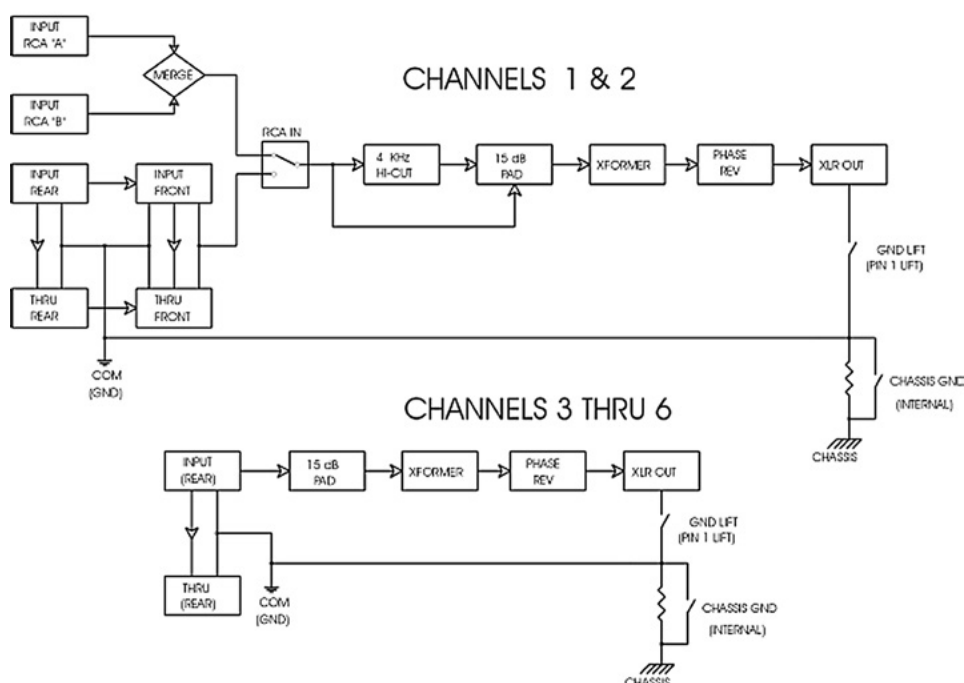 INPUT
RCA "A"
MERGE
INPUT
RCA "B"
CHANNELS 1 & 2
RCA IN
INPUT
REAR
INPUT
FRONT
4 KHz
HI-CUT
15 dB
PAD
XFORMER
PHASE
REV
XLR OUT
THRU
REAR
THRU
FRONT
GND LIFT
(PIN 1 LIFT)
COM
(GND)
CHASSIS GND
(INTERNAL)
CHASSIS
CHANNELS 3 THRU 6
INPUT
(REAR)
15 dB
PAD
XFORMER
PHASE
REV
XLR OUT
GND LIFT
(PIN 1 LIFT)
THRU
(REAR)
COM
(GND)
CHASSIS GND
(INTERNAL)
CHASSIS